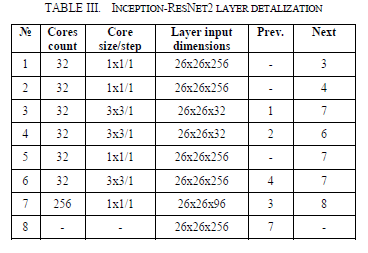 TABLE III. INCEPTION-RESNET2 LAYER DETALIZATION
№ Cores count Core size/step Layer input dimensions Prev. Next
1 32 1x1/1 26x26x256 - 3
2 32 1x1/1 26x26x256 - 4
3 32 3x3/1 26x26x32 1 7
4 32 3x3/1 26x26x32 2 6
5 32 1x1/1 26x26x256 - 7
6 32 3x3/1 26x26x256 4 7
7 256 1x1/1 26x26x96 3 8
8 - - 26x26x256 7 -